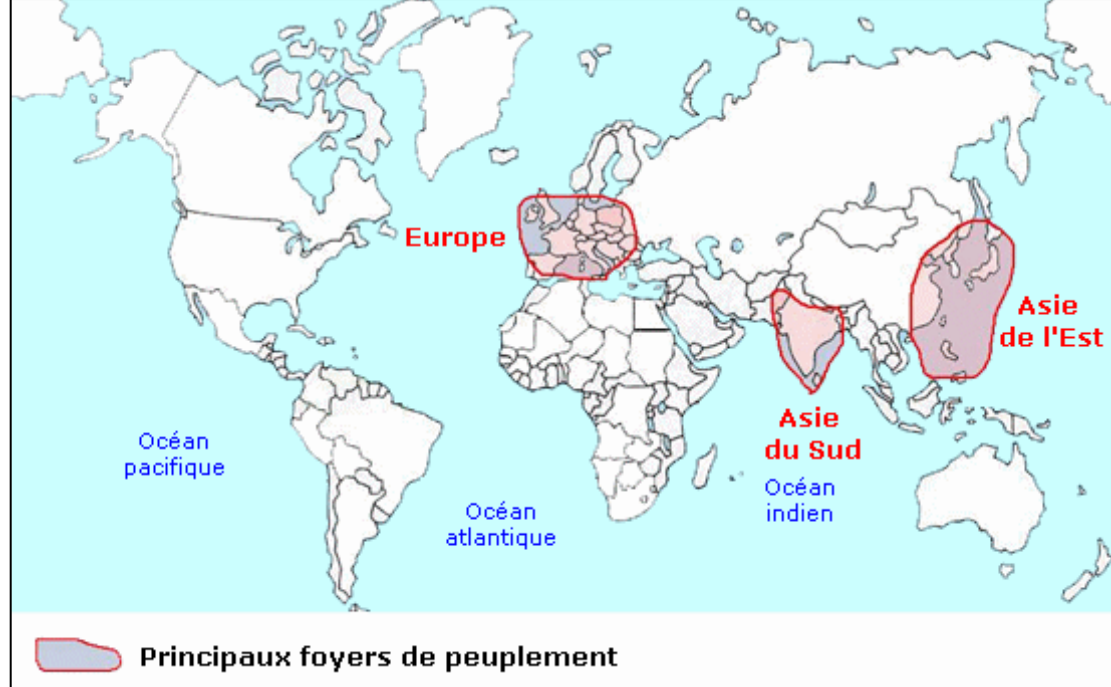 Europe
Asie
de l'Est
Asie
du Sud
Océan
pacifique
Océan
atlantique
Océan
indien
Principaux foyers de peuplement